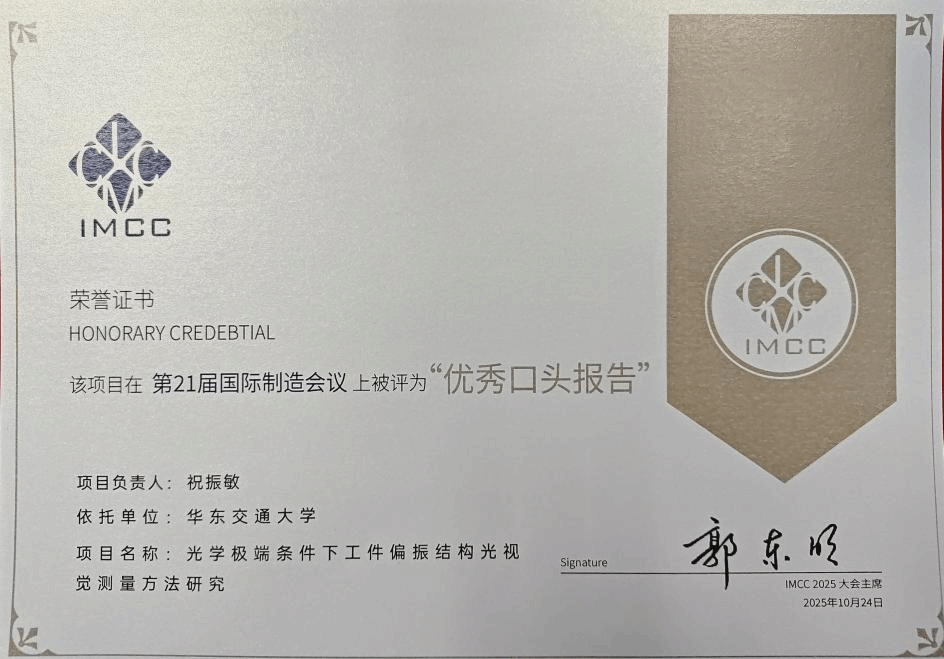 ICMC
IMCC
荣誉证书
HONORARY CREDEBTIAL
该项目在 第21届国际制造会议 上被评为“优秀口头报告”
ICMC
IMCC
项目负责人：祝振敏
依托单位：华东交通大学
项目名称：光学极端条件下工件偏振结构光视
觉测量方法研究
Signature
郭东明
IMCC 2025 大会主席
2025年10月24日